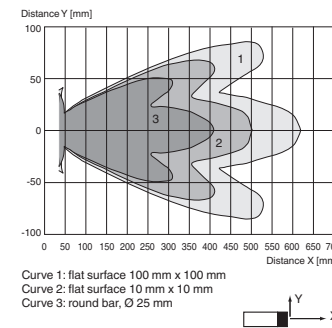 Distance Y [mm]
100
50
0
-50
-100
1
3
2
0 50 100 150 200 250 300 350 400 450 500 550 600 650
Distance X [mm]
Curve 1: flat surface 100 mm x 100 mm
Curve 2: flat surface 10 mm x 10 mm
Curve 3: round bar, Ø 25 mm
Y